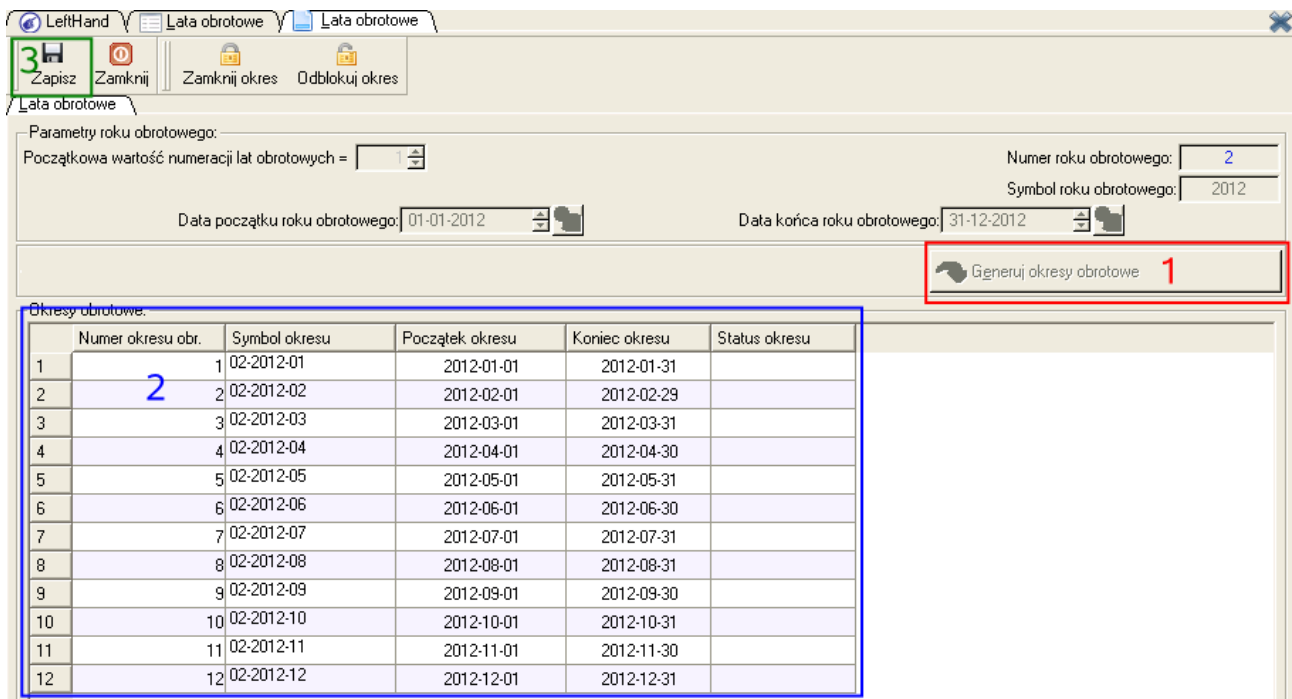 LeftHand Lata obrotowe Lata obrotowe
3
Zapisz Zamknij Zamknij okres Odblokuj okres
Lata obrotowe
Parametry roku obrotowego:
Początkowa wartość numeracji lat obrotowych = 1 Numer roku obrotowego: 2
Symbol roku obrotowego: 2012
Data początku roku obrotowego: 01-01-2012 Data końca roku obrotowego: 31-12-2012
Generuj okresy obrotowe 1
Okresy obrotowe:
Numer okresu obr. Symbol okresu Początek okresu Koniec okresu Status okresu
1 1 02-2012-01 2012-01-01 2012-01-31
2
2 2 02-2012-02 2012-02-01 2012-02-29
3 3 02-2012-03 2012-03-01 2012-03-31
4 4 02-2012-04 2012-04-01 2012-04-30
5 5 02-2012-05 2012-05-01 2012-05-31
6 6 02-2012-06 2012-06-01 2012-06-30
7 7 02-2012-07 2012-07-01 2012-07-31
8 8 02-2012-08 2012-08-01 2012-08-31
9 9 02-2012-09 2012-09-01 2012-09-30
10 10 02-2012-10 2012-10-01 2012-10-31
11 11 02-2012-11 2012-11-01 2012-11-30
12 12 02-2012-12 2012-12-01 2012-12-31